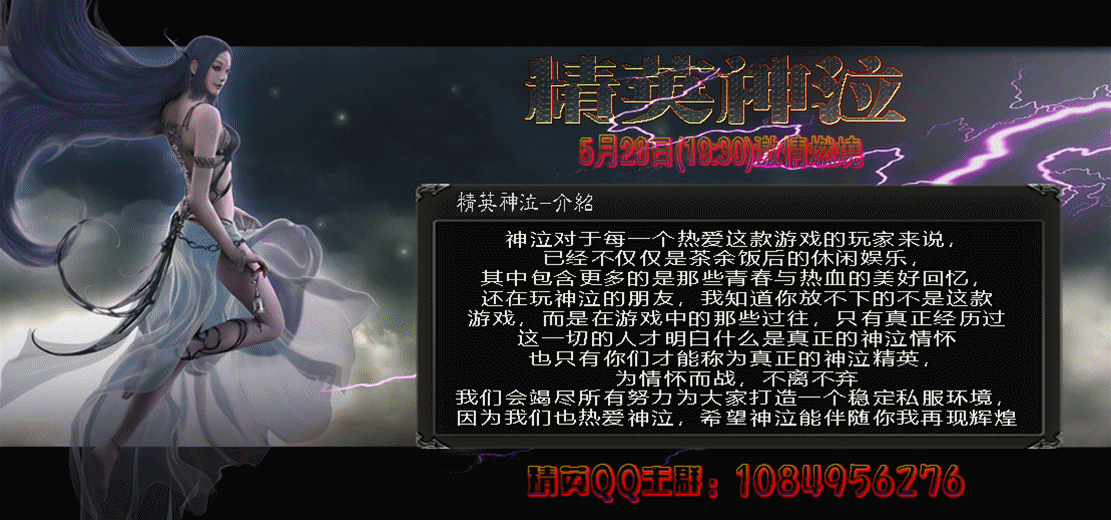 精英神泣
5月28日(19:30)激情燃烧
精英神泣-介紹
神泣对于每一个热爱这款游戏的玩家来说，
已经不仅仅是茶余饭后的休闲娱乐，
其中包含更多的是那些青春与热血的美好回忆，
还在玩神泣的朋友，我知道你放不下的不是这款
游戏，而是在游戏中的那些过往，只有真正经历过
这一切的人才明白什么是真正的神泣情怀
也只有你们才能称为真正的神泣精英，
为情怀而战，不离不弃
我们会竭尽所有努力为大家打造一个稳定私服环境，
因为我们也热爱神泣，希望神泣能伴随你我再现辉煌
精英QQ主群：1084956276